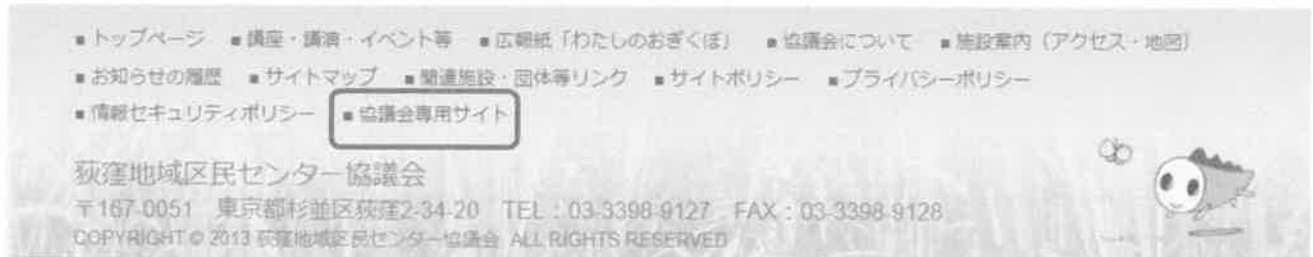 ■ トップページ ■ 講座・講演・イベント等 ■ 広報紙「わたしのおぎくぼ」 ■ 協議会について ■ 施設案内（アクセス・地図）
■ お知らせの履歴 ■ サイトマップ ■ 関連施設・団体等リンク ■ サイトポリシー ■ プライバシーポリシー
■ 情報セキュリティポリシー ■ 協議会専用サイト
荻窪地域区民センター協議会
〒167-0051 東京都杉並区荻窪2-34-20 TEL：03-3398-9127 FAX：03-3398-9128
COPYRIGHT © 2013 荻窪地域区民センター協議会 ALL RIGHTS RESERVED